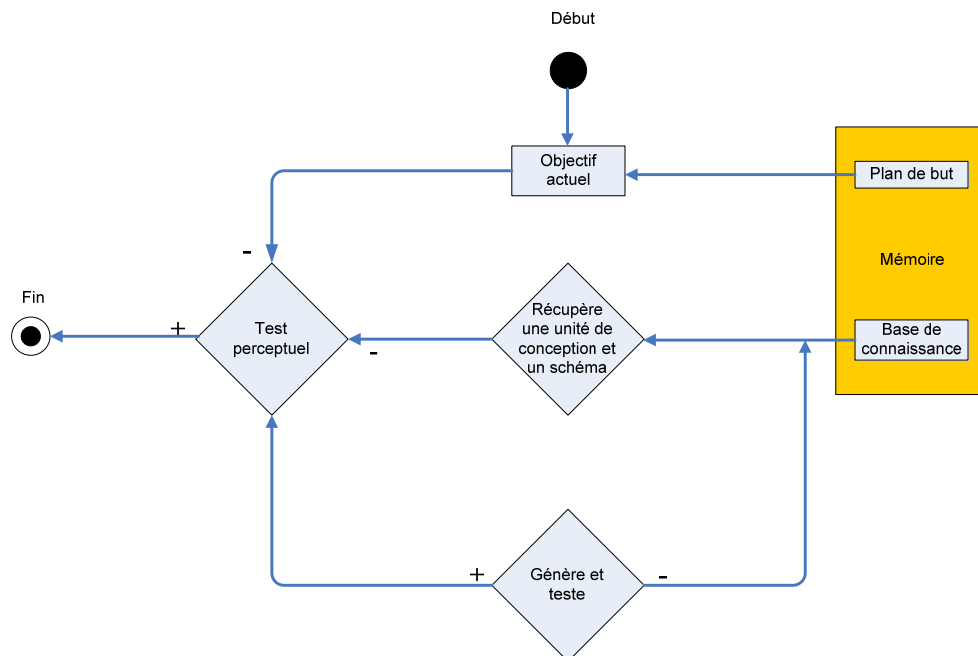 Début
Objectif
actuel
Plan de but
Mémoire
-
Fin
+
Test
perceptuel
-
Récupère
une unité de
conception et
un schéma
Base de
connaissance
+
Génère et
teste
-